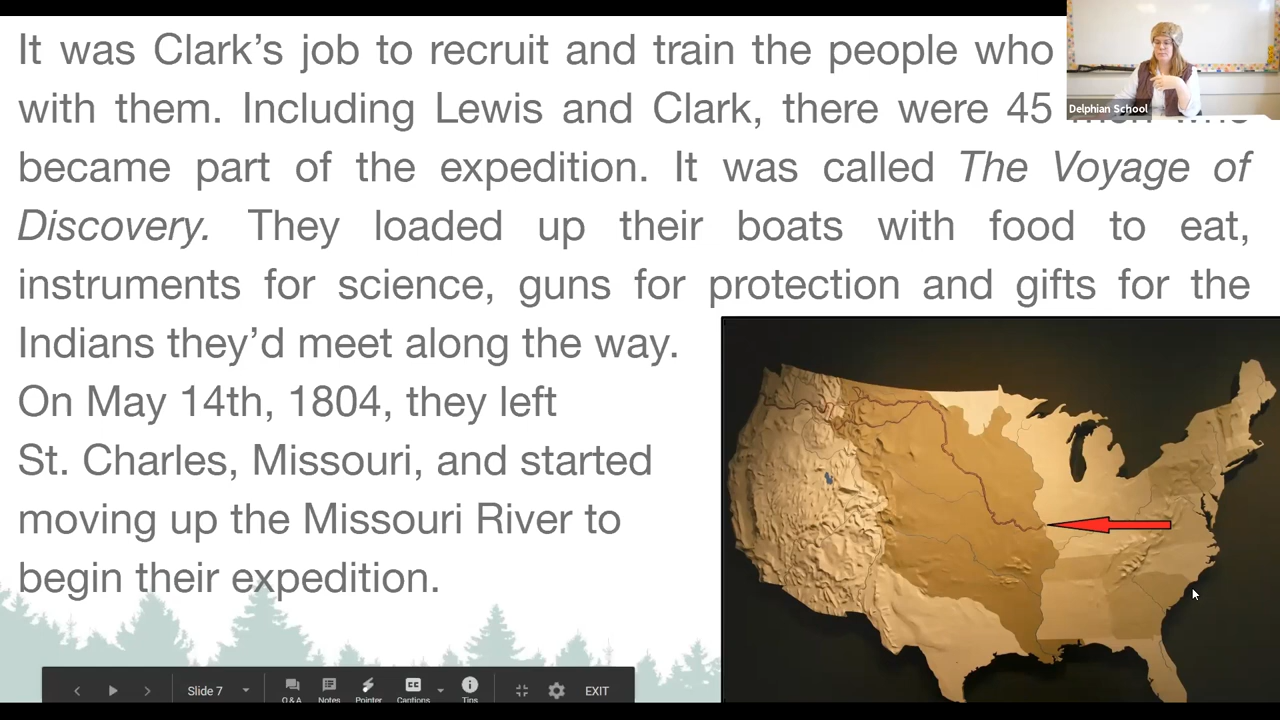 It was Clark’s job to recruit and train the people who
with them. Including Lewis and Clark, there were 45
became part of the expedition. It was called The Voyage of
Discovery. They loaded up their boats with food to eat,
instruments for science, guns for protection and gifts for the
Indians they’d meet along the way.
On May 14th, 1804, they left
St. Charles, Missouri, and started
moving up the Missouri River to
begin their expedition.
Delphian School
Slide 7
Q & A
Notes
Pointer
Captions
Tips
EXIT